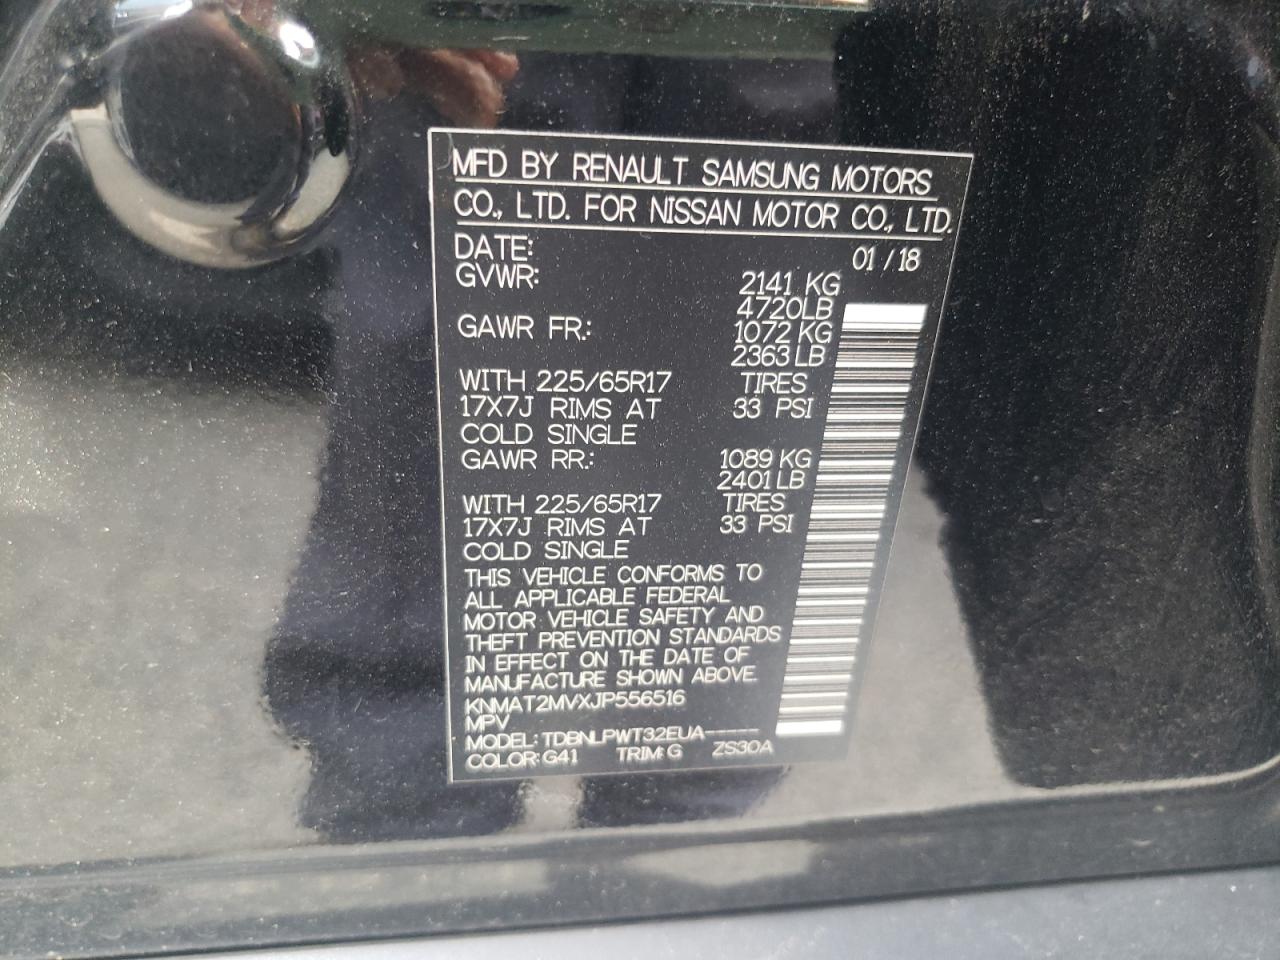 MFD BY RENAULT SAMSUNG MOTORS
CO., LTD. FOR NISSAN MOTOR CO., LTD.
DATE: 01 / 18
GVWR: 2141 KG
4720LB
GAWR FR.: 1072 KG
2363 LB
WITH 225/65R17 TIRES
17X7J RIMS AT 33 PSI
COLD SINGLE
GAWR RR.: 1089 KG
2401 LB
WITH 225/65R17 TIRES
17X7J RIMS AT 33 PSI
COLD SINGLE
THIS VEHICLE CONFORMS TO
ALL APPLICABLE FEDERAL
MOTOR VEHICLE SAFETY AND
THEFT PREVENTION STANDARDS
IN EFFECT ON THE DATE OF
MANUFACTURE SHOWN ABOVE.
KNMAT2MVXJP556516
MPV
MODEL: TDBNLPWT32EUA-----
COLOR: G41 TRIM: G ZS30A